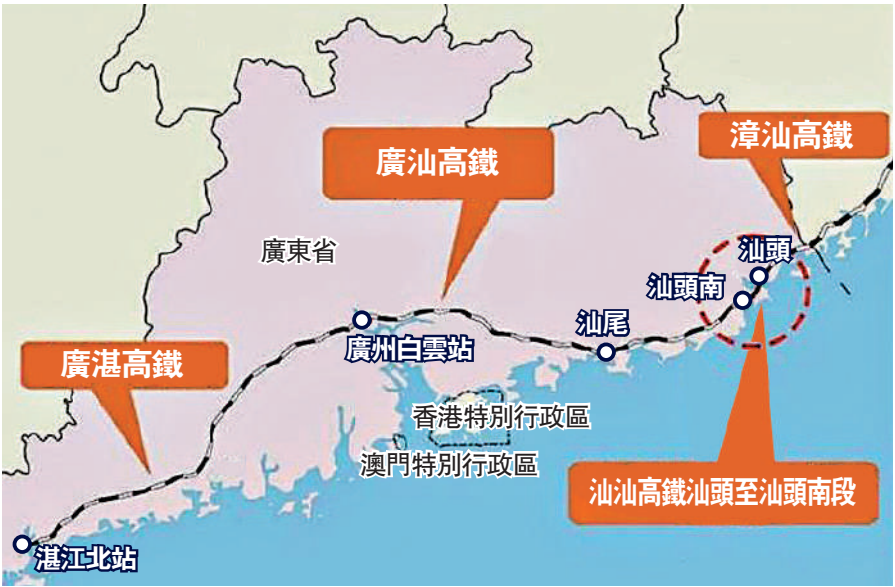 廣汕高鐵
漳汕高鐵
廣東省
汕頭
汕頭南
汕尾
廣州白雲站
廣湛高鐵
香港特別行政區
澳門特別行政區
汕汕高鐵汕頭至汕頭南段
湛江北站